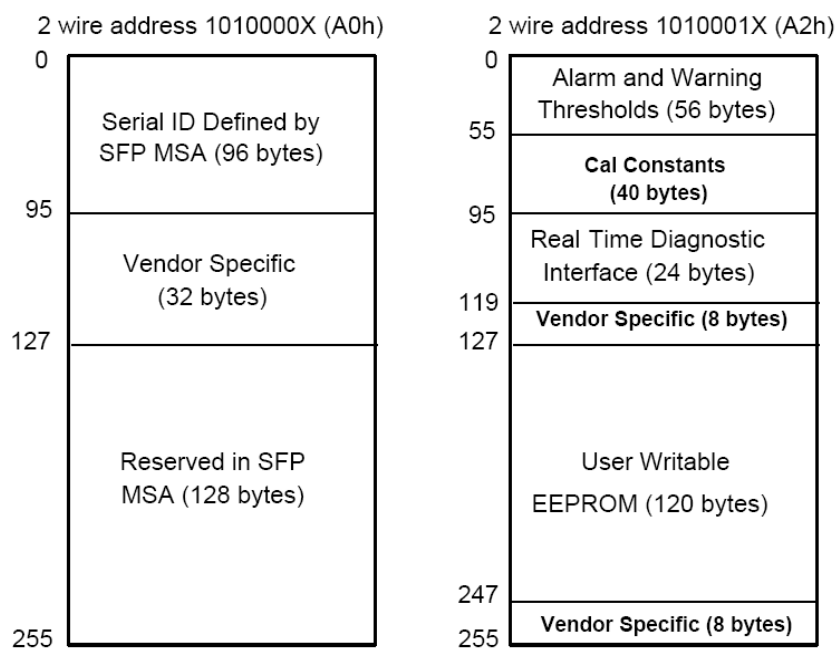 2 wire address 1010000X (A0h)
0
Serial ID Defined by
SFP MSA (96 bytes)
95
Vendor Specific
(32 bytes)
127
Reserved in SFP
MSA (128 bytes)
255
2 wire address 1010001X (A2h)
0
Alarm and Warning
Thresholds (56 bytes)
55
Cal Constants
(40 bytes)
95
Real Time Diagnostic
Interface (24 bytes)
119
Vendor Specific (8 bytes)
127
User Writable
EEPROM (120 bytes)
247
Vendor Specific (8 bytes)
255